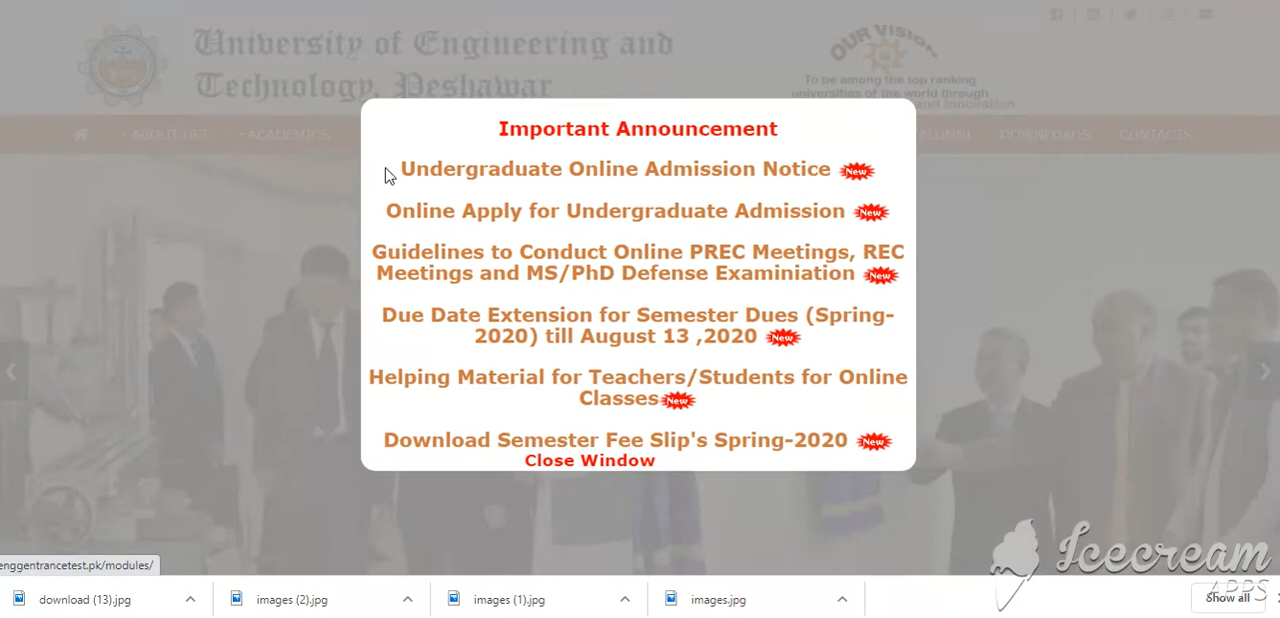 University of Engineering and
Technology, Peshawar
OUR VISION
To be among the top ranking
universities of the world through
and innovation
ABOUT UET
ACADEMICS
ALUMNI
DOWNLOADS
CONTACTS
Important Announcement
Undergraduate Online Admission Notice New
Online Apply for Undergraduate Admission New
Guidelines to Conduct Online PREC Meetings, REC
Meetings and MS/PhD Defense Examiniation New
Due Date Extension for Semester Dues (Spring-
2020) till August 13 ,2020 New
Helping Material for Teachers/Students for Online
Classes New
Download Semester Fee Slip's Spring-2020 New
Close Window
enggentrancetest.pk/modules/
download (13).jpg
images (2).jpg
images (1).jpg
images.jpg
Show all
Icecream
APPS